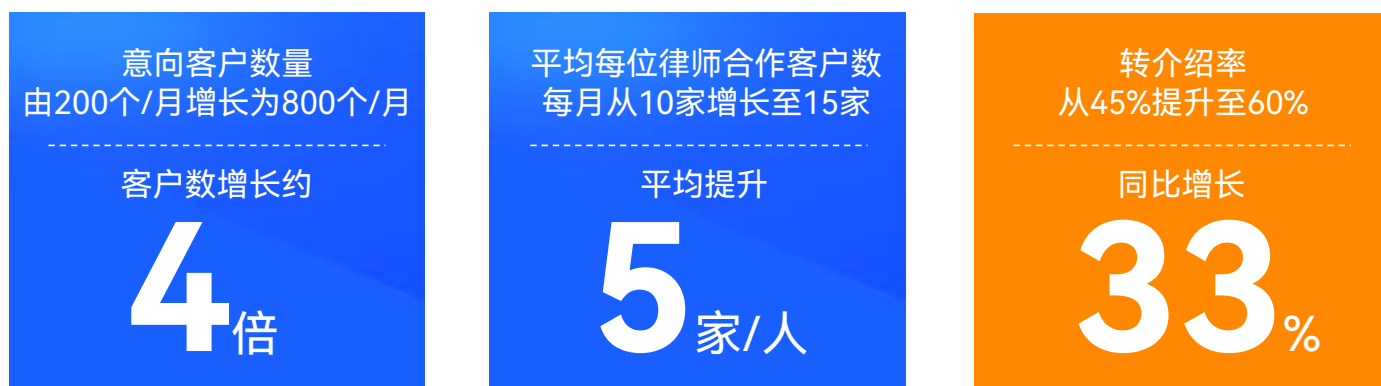 意向客户数量
由200个/月增长为800个/月
客户数增长约
4倍
平均每位律师合作客户数
每月从10家增长至15家
平均提升
5家/人
转介绍率
从45%提升至60%
同比增长
33%